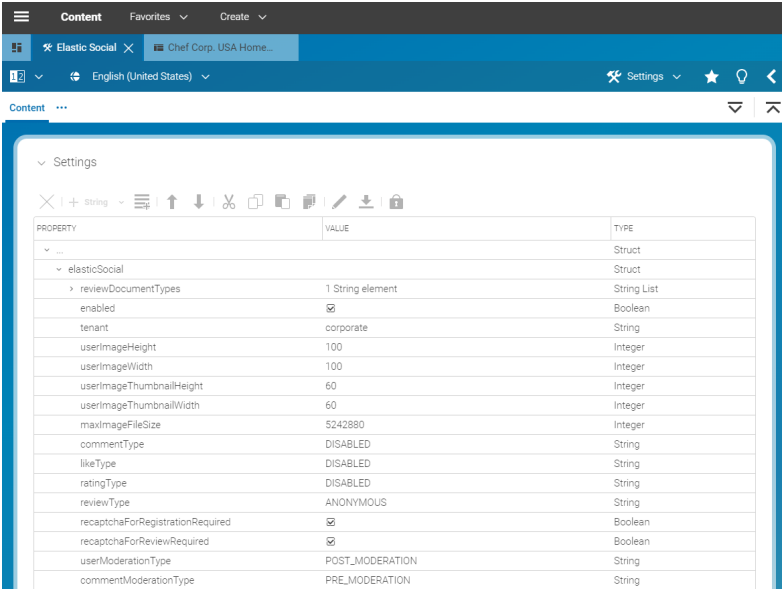 Content Favorites Create
Elastic Social Chef Corp. USA Home...
12 English (United States) Settings
Content ...
Settings
String
PROPERTY VALUE TYPE
... Struct
elasticSocial Struct
reviewDocumentTypes 1 String element String List
enabled Boolean
tenant corporate String
userImageHeight 100 Integer
userImageWidth 100 Integer
userImageThumbnailHeight 60 Integer
userImageThumbnailWidth 60 Integer
maxImageFileSize 5242880 Integer
commentType DISABLED String
likeType DISABLED String
ratingType DISABLED String
reviewType ANONYMOUS String
recaptchaForRegistrationRequired Boolean
recaptchaForReviewRequired Boolean
userModerationType POST_MODERATION String
commentModerationType PRE_MODERATION String